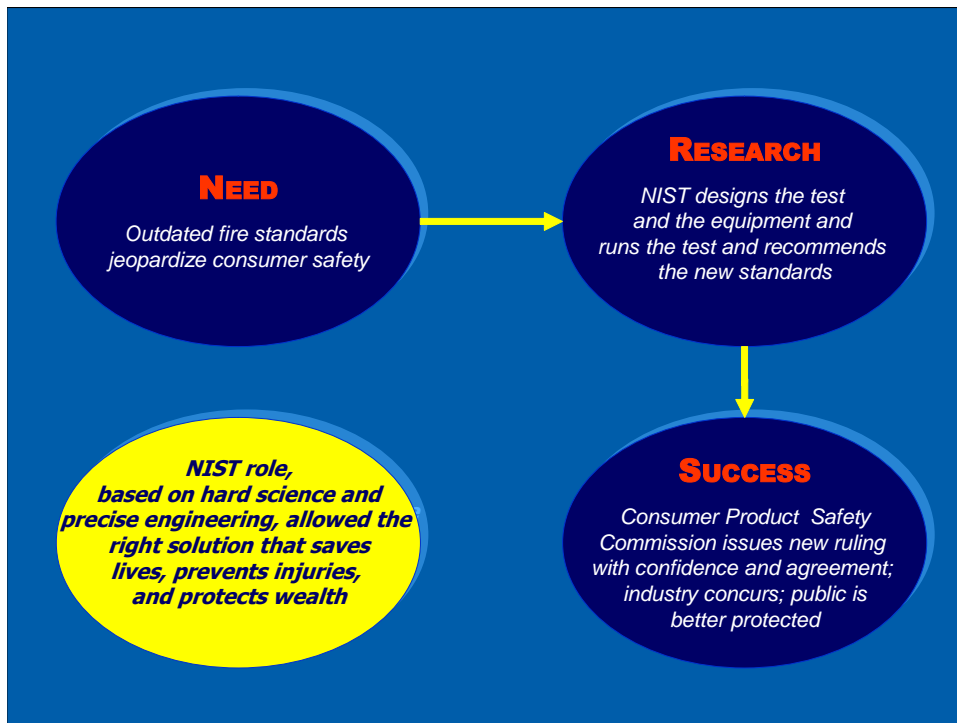 NEED
Outdated fire standards
jeopardize consumer safety
RESEARCH
NIST designs the test
and the equipment and
runs the test and recommends
the new standards
SUCCESS
Consumer Product Safety
Commission issues new ruling
with confidence and agreement;
industry concurs; public is
better protected
NIST role,
based on hard science and
precise engineering, allowed the
right solution that saves
lives, prevents injuries,
and protects wealth